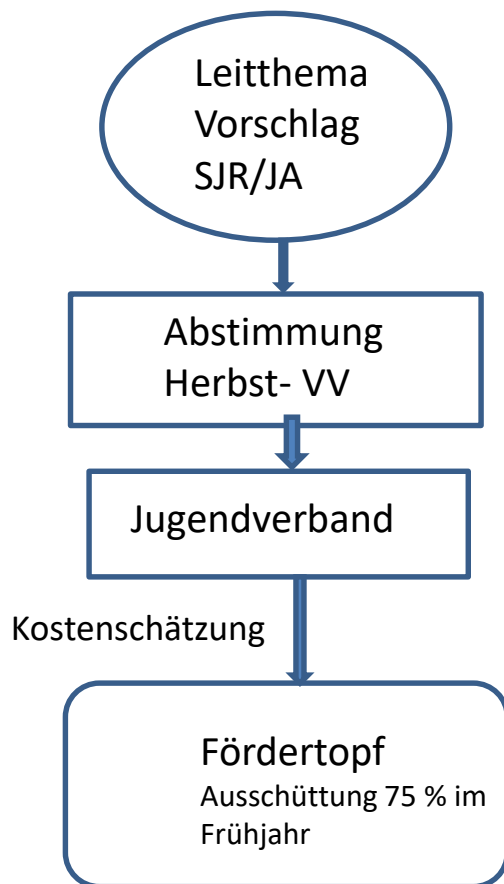 Leitthema
Vorschlag
SJR/JA
Abstimmung
Herbst- VV
Jugendverband
Kostenschätzung
Fördertopf
Ausschüttung 75 % im
Frühjahr